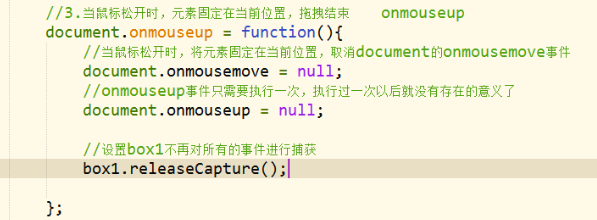 //3.当鼠标松开时，元素固定在当前位置，拖拽结束 onmouseup
document.onmouseup = function(){
//当鼠标松开时，将元素固定在当前位置，取消document的onmousemove事件
document.onmousemove = null;
//onmouseup事件只需要执行一次，执行过一次以后就没有存在的意义了
document.onmouseup = null;
//设置box1不再对所有的事件进行捕获
box1.releaseCapture();
};